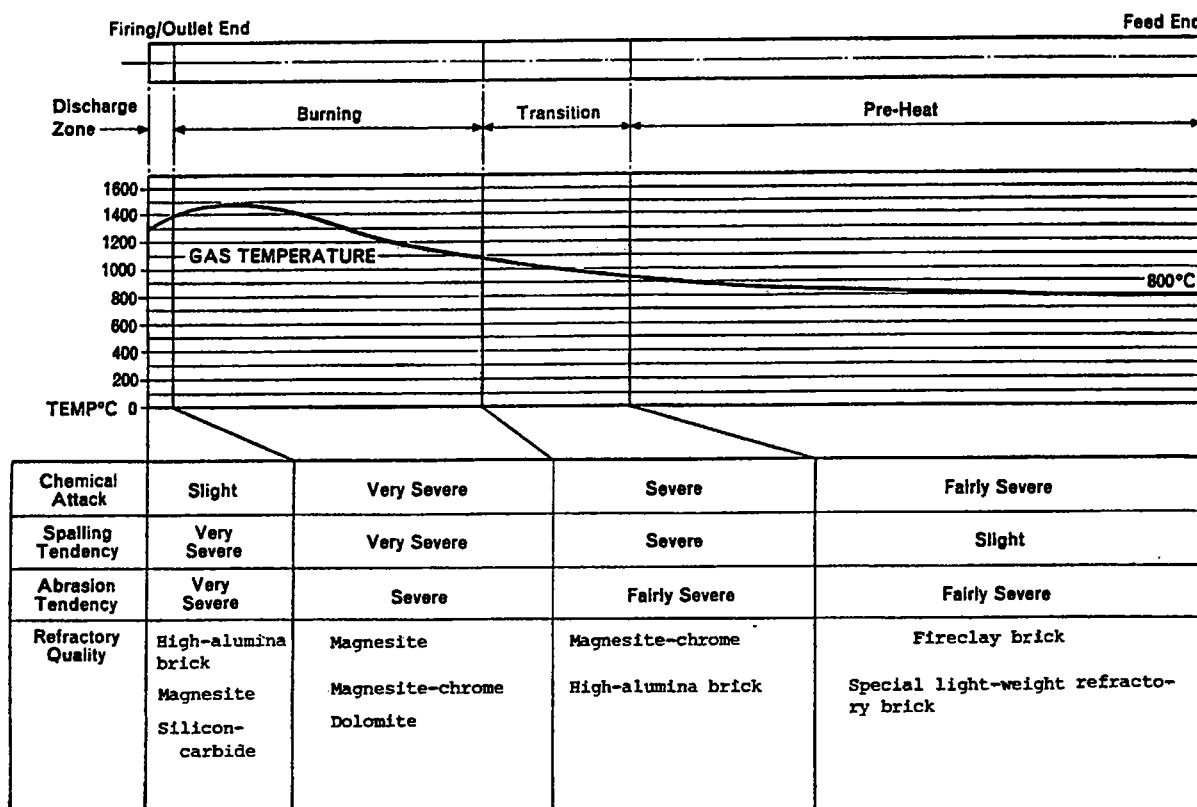 Firing/Outlet End
Feed End
Discharge
Zone
Burning
Transition
Pre-Heat
1600
1400
1200
1000
800
600
400
200
TEMP°C 0
GAS TEMPERATURE
800°C
Chemical
Attack
Slight
Very Severe
Severe
Fairly Severe
Spalling
Tendency
Very
Severe
Very Severe
Severe
Slight
Abrasion
Tendency
Very
Severe
Severe
Fairly Severe
Fairly Severe
Refractory
Quality
High-alumina
brick
Magnesite
Silicon-
carbide
Magnesite
Magnesite-chrome
Dolomite
Magnesite-chrome
High-alumina brick
Fireclay brick
Special light-weight refracto-
ry brick